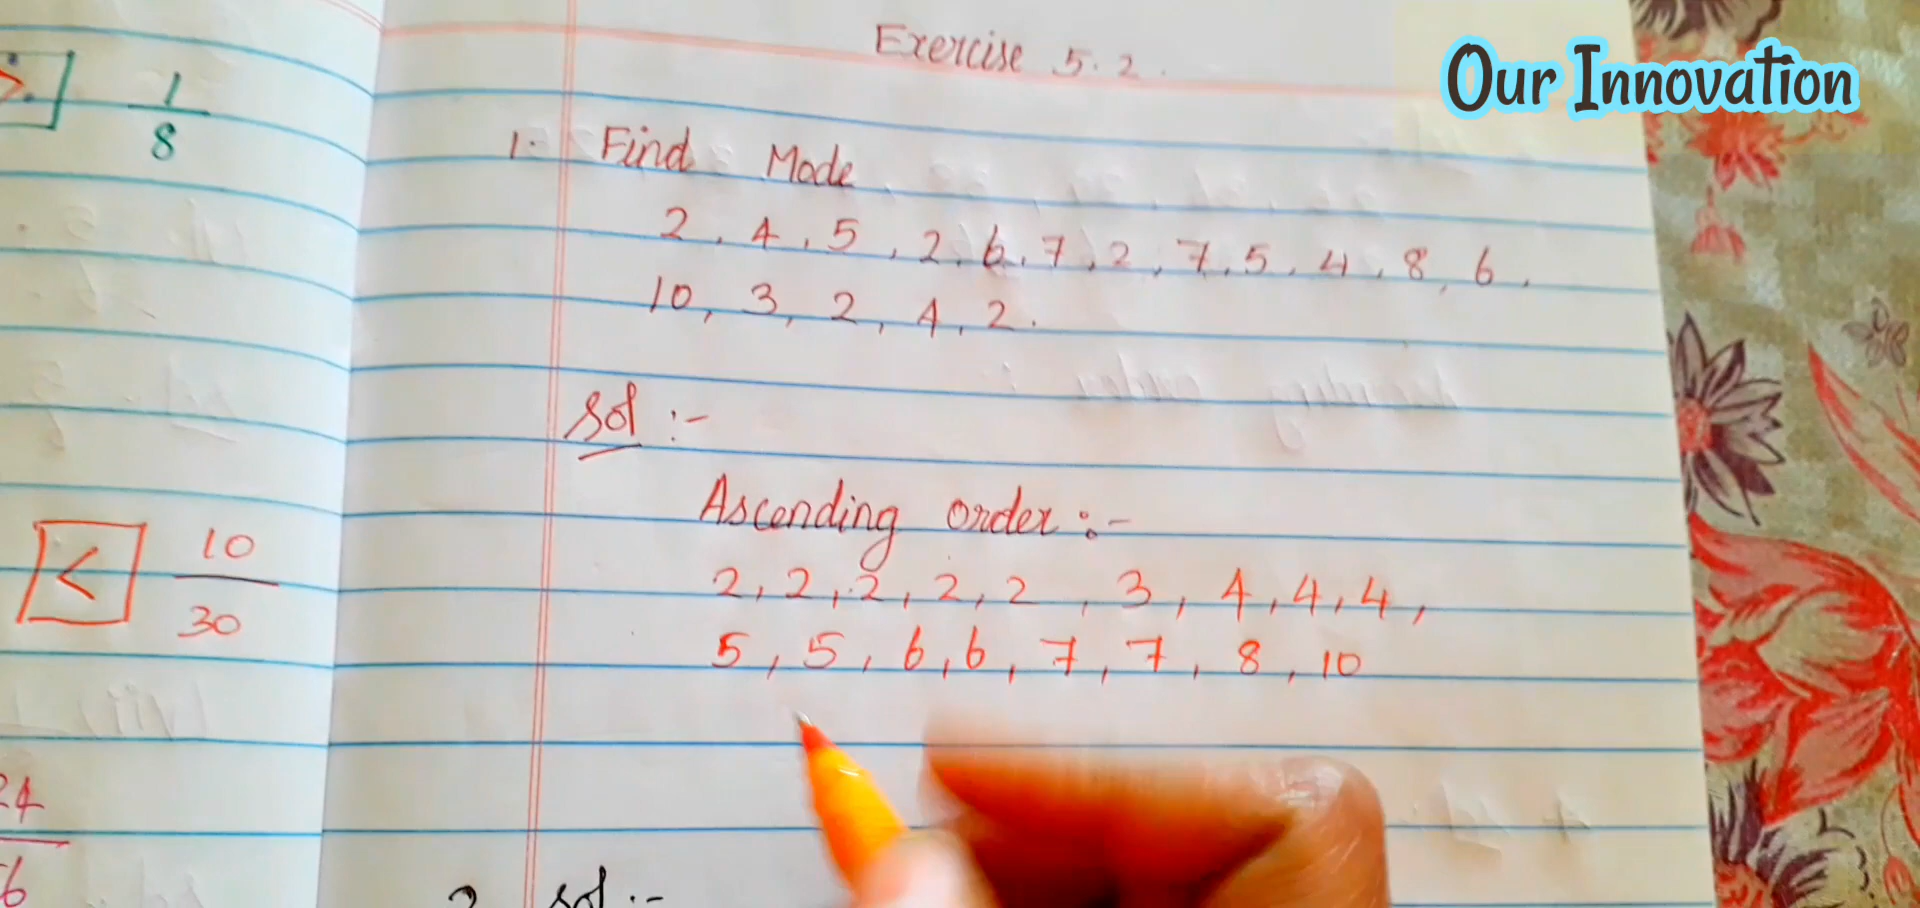 Our Innovation
Exercise 5.2.
1. Find Mode
2, 4, 5, 2, 6, 7, 2, 7, 5, 4, 8, 6,
10, 3, 2, 4, 2.
Sol :-
Ascending order :-
2, 2, 2, 2, 2, 3, 4, 4, 4,
5, 5, 6, 6, 7, 7, 8, 10
sol :-
>
1
8
<
10
30
24